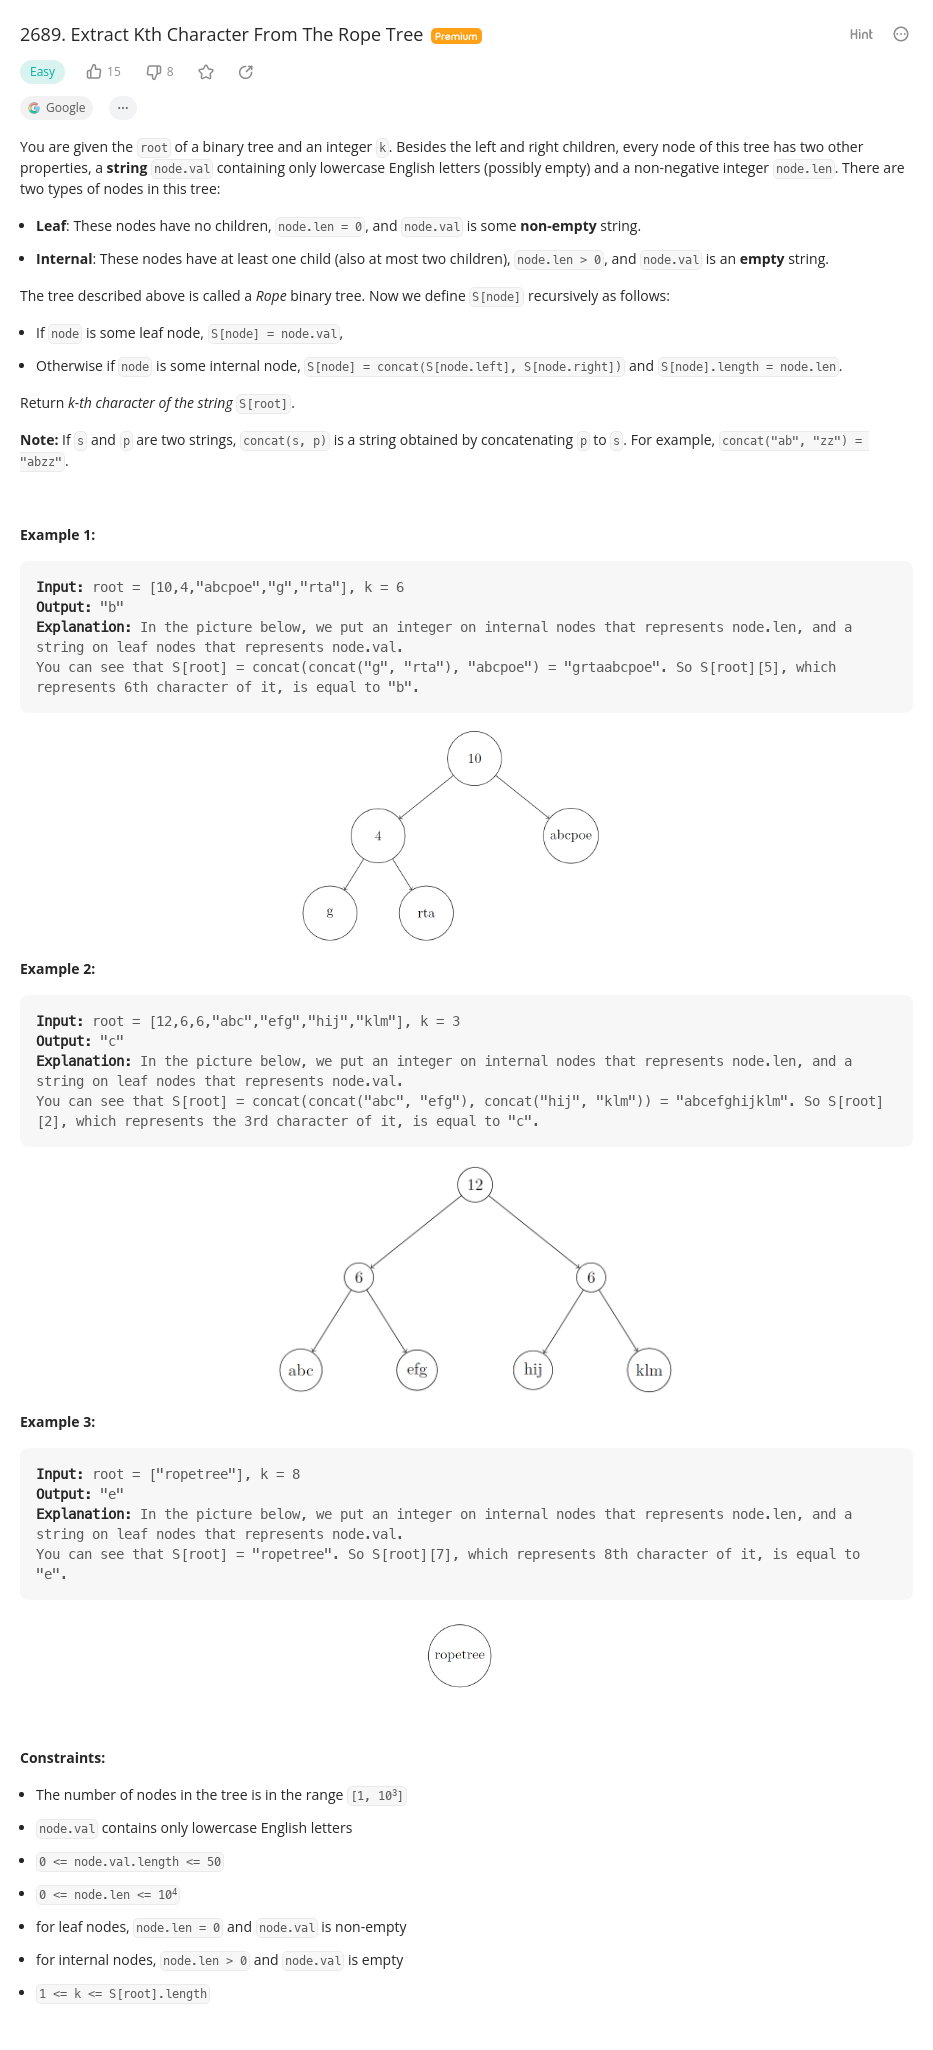 2689. Extract Kth Character From The Rope Tree Premium
Hint
Easy 15 8
Google ...
You are given the root of a binary tree and an integer k. Besides the left and right children, every node of this tree has two other
properties, a string node.val containing only lowercase English letters (possibly empty) and a non-negative integer node.len. There are
two types of nodes in this tree:
• Leaf: These nodes have no children, node.len = 0, and node.val is some non-empty string.
• Internal: These nodes have at least one child (also at most two children), node.len > 0, and node.val is an empty string.
The tree described above is called a Rope binary tree. Now we define S[node] recursively as follows:
• If node is some leaf node, S[node] = node.val,
• Otherwise if node is some internal node, S[node] = concat(S[node.left], S[node.right]) and S[node].length = node.len.
Return k-th character of the string S[root].
Note: If s and p are two strings, concat(s, p) is a string obtained by concatenating p to s. For example, concat("ab", "zz") =
"abzz".
Example 1:
Input: root = [10,4,"abcpoe","g","rta"], k = 6
Output: "b"
Explanation: In the picture below, we put an integer on internal nodes that represents node.len, and a
string on leaf nodes that represents node.val.
You can see that S[root] = concat(concat("g", "rta"), "abcpoe") = "grtaabcpoe". So S[root][5], which
represents 6th character of it, is equal to "b".
10
4 abcpoe
g rta
Example 2:
Input: root = [12,6,6,"abc","efg","hij","klm"], k = 3
Output: "c"
Explanation: In the picture below, we put an integer on internal nodes that represents node.len, and a
string on leaf nodes that represents node.val.
You can see that S[root] = concat(concat("abc", "efg"), concat("hij", "klm")) = "abcefghijklm". So S[root]
[2], which represents the 3rd character of it, is equal to "c".
12
6 6
abc efg hij klm
Example 3:
Input: root = ["ropetree"], k = 8
Output: "e"
Explanation: In the picture below, we put an integer on internal nodes that represents node.len, and a
string on leaf nodes that represents node.val.
You can see that S[root] = "ropetree". So S[root][7], which represents 8th character of it, is equal to
"e".
ropetree
Constraints:
• The number of nodes in the tree is in the range [1, 10³]
• node.val contains only lowercase English letters
• 0 <= node.val.length <= 50
• 0 <= node.len <= 10⁴
• for leaf nodes, node.len = 0 and node.val is non-empty
• for internal nodes, node.len > 0 and node.val is empty
• 1 <= k <= S[root].length